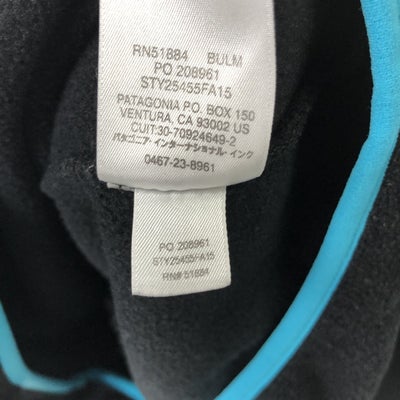 RN51884 BULM
PO 208961
STY25455FA15
PATAGONIA P.O. BOX 150
VENTURA, CA 93002 US
CUIT:30-70924649-2
パタゴニア・インターナショナル・インク
0467-23-8961
PO 208961
STY25455FA15
RN# 51884